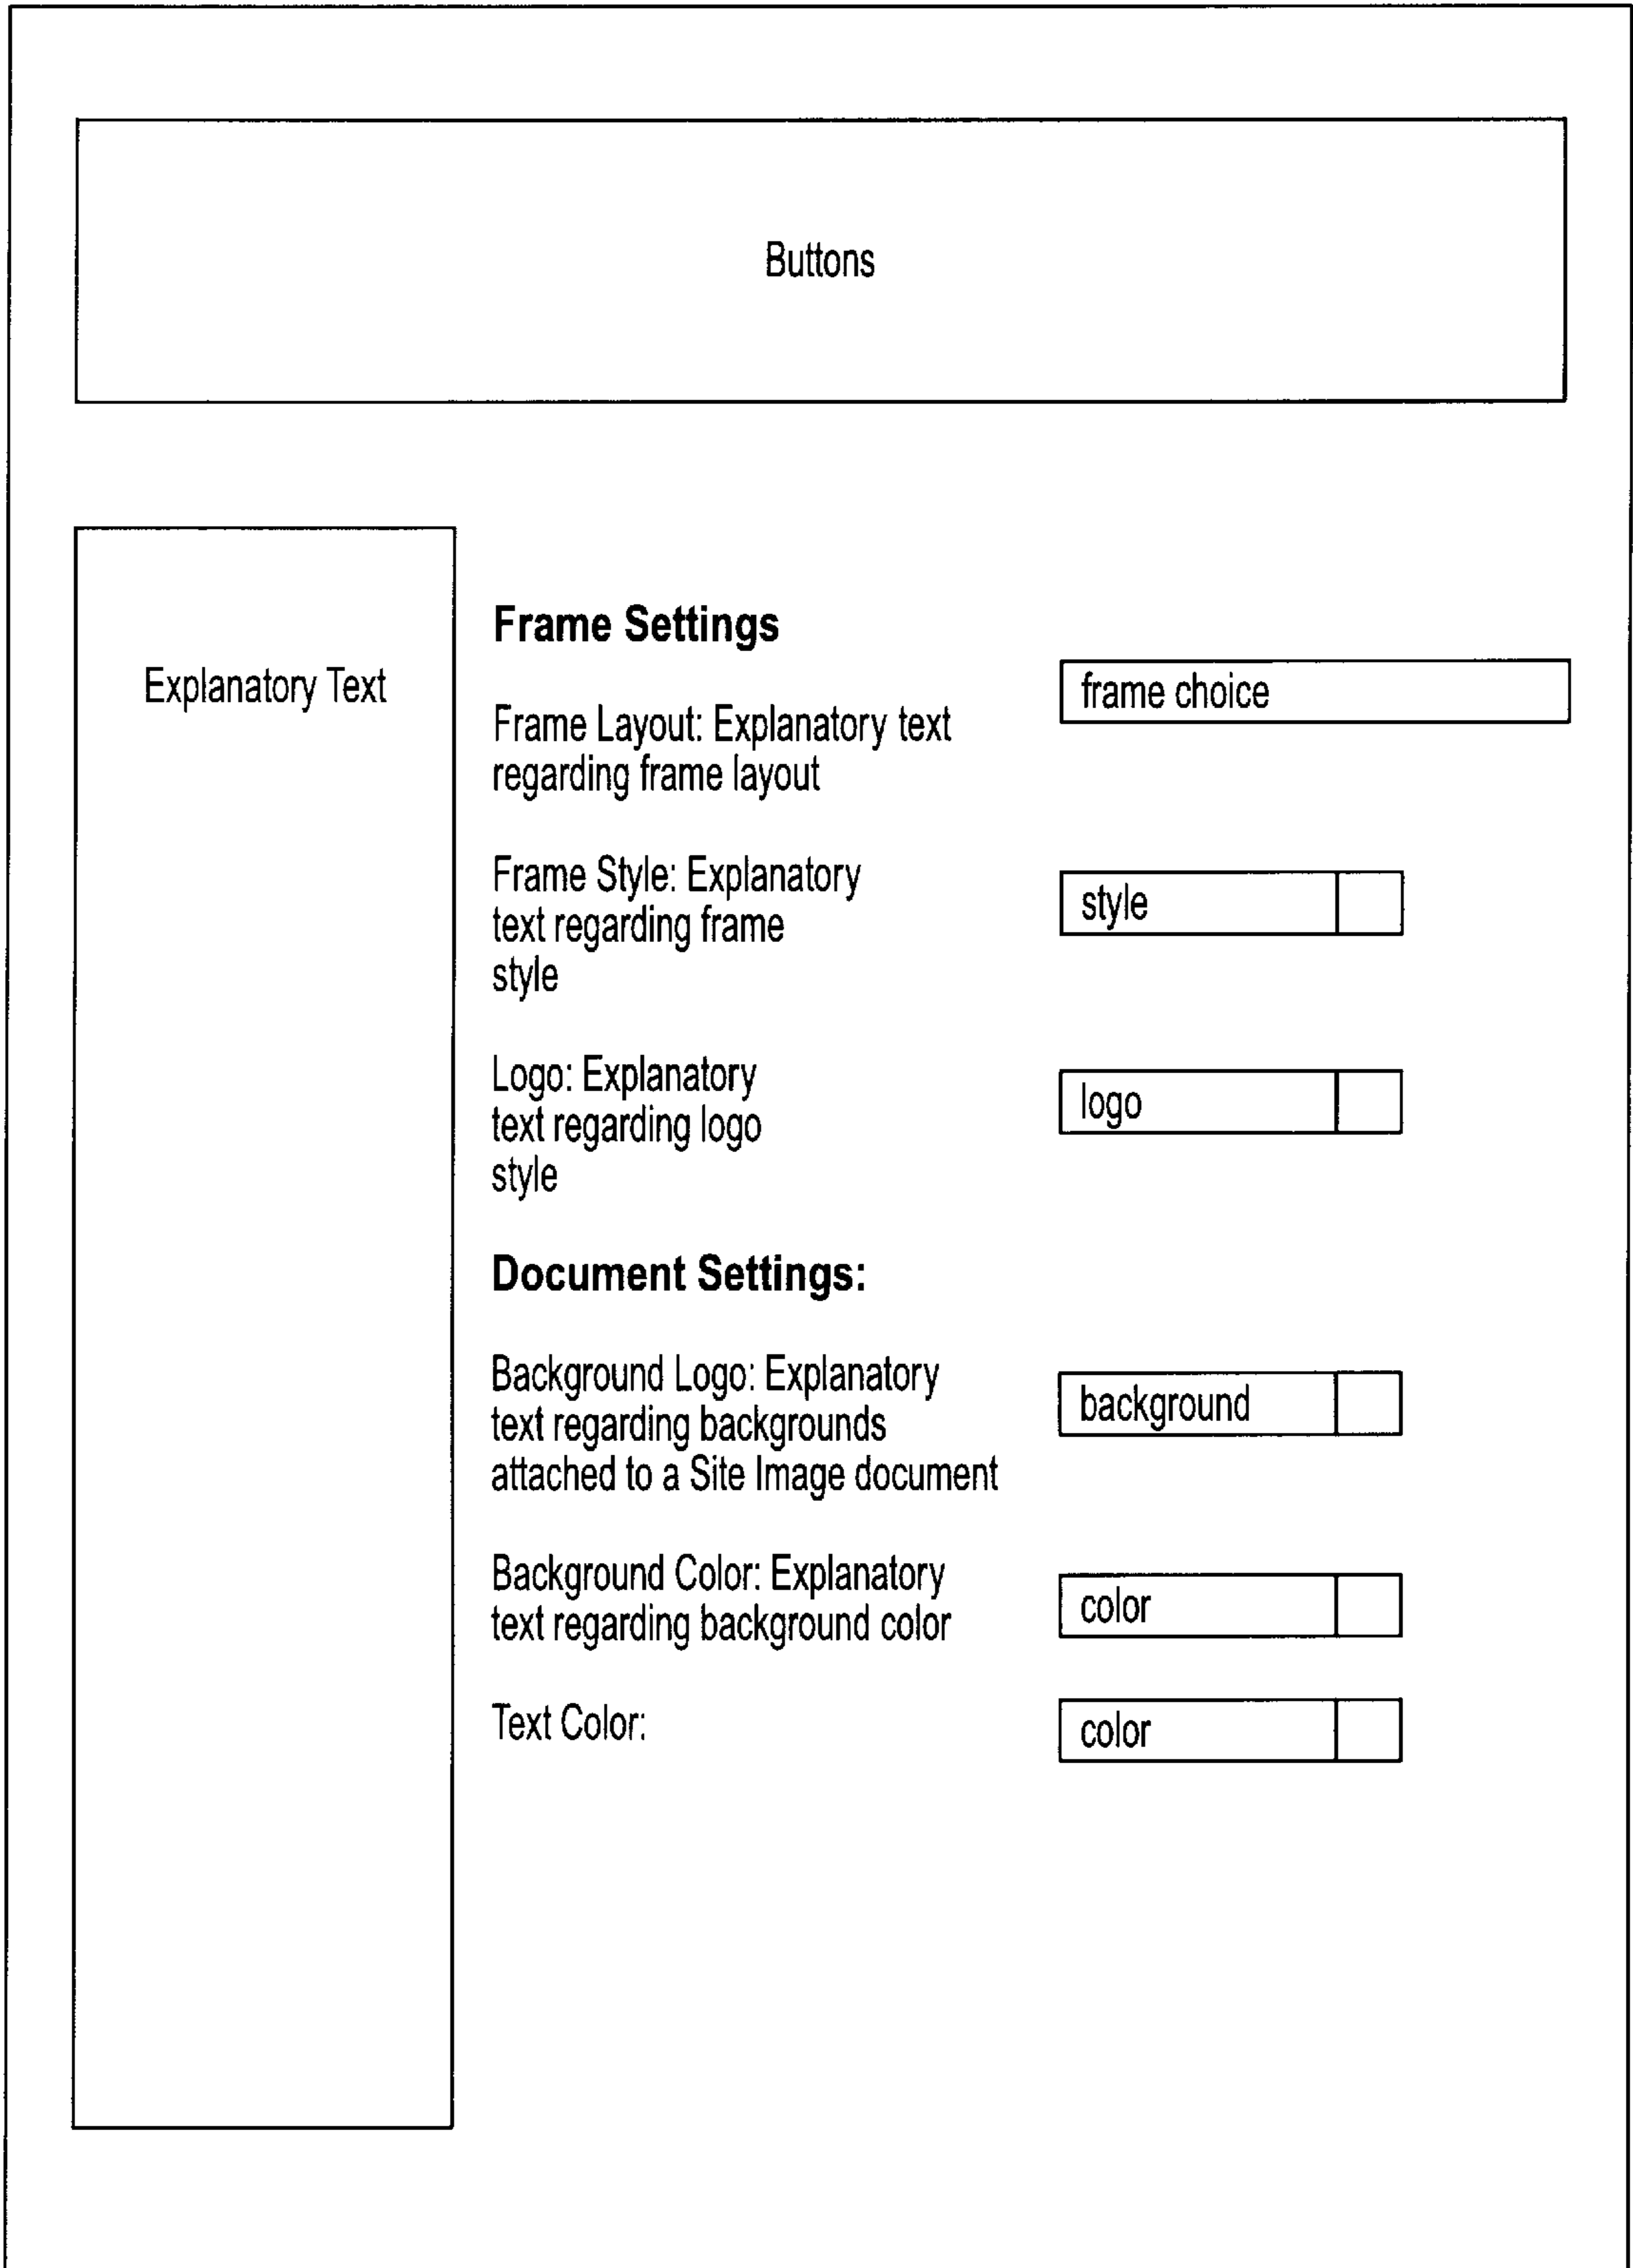 Buttons
Explanatory Text
Frame Settings
frame choice
Frame Layout: Explanatory text
regarding frame layout
Frame Style: Explanatory
text regarding frame
style
style
Logo: Explanatory
text regarding logo
style
logo
Document Settings:
Background Logo: Explanatory
text regarding backgrounds
attached to a Site Image document
background
Background Color: Explanatory
text regarding background color
color
Text Color:
color